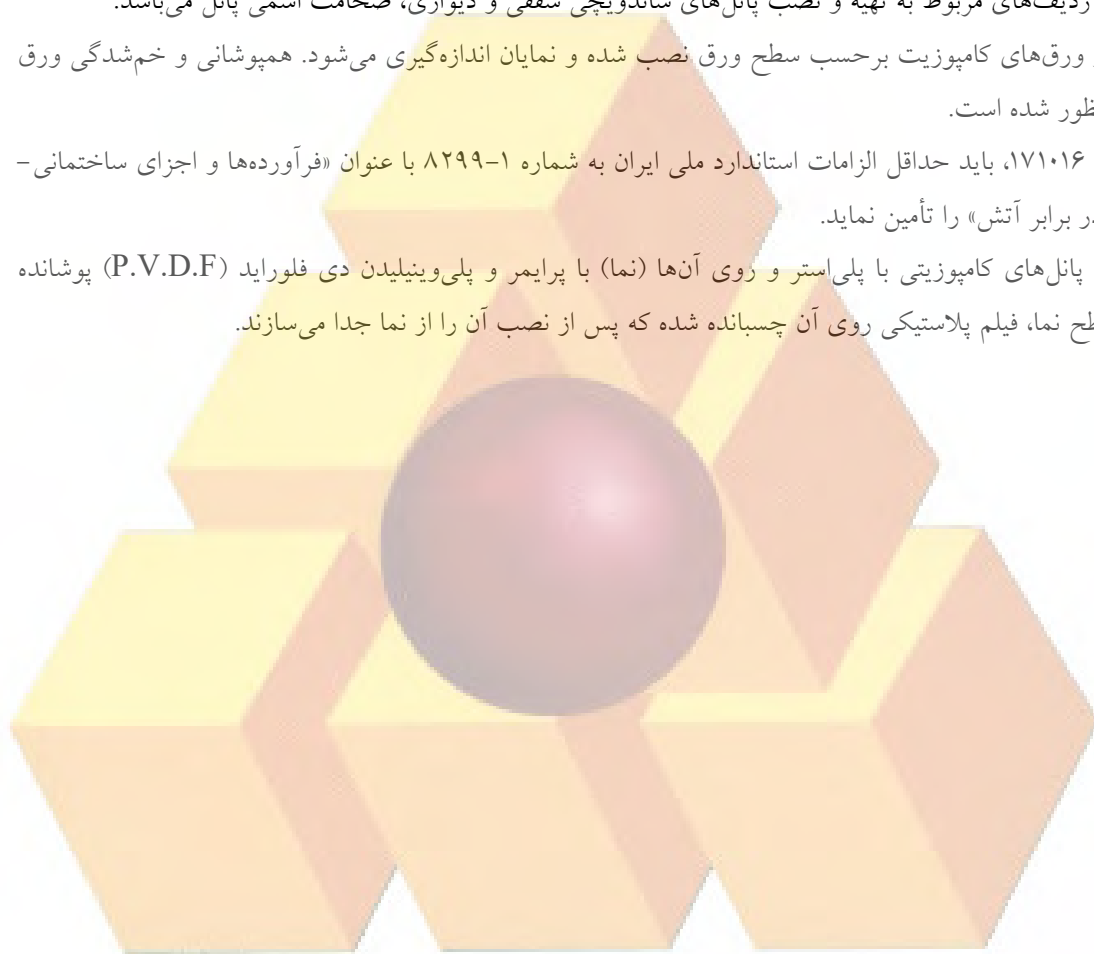 ردیف‌های مربوط به تهیه و نصب پانل‌های ساندویچی سقفی و دیواری، ضخامت اسمی پانل می‌باشد.
ورق‌های کامپوزیت برحسب سطح ورق نصب شده و نمایان اندازه‌گیری می‌شود. همپوشانی و خم‌شدگی ورق
ظور شده است.
۱۷۱۰۱۶، باید حداقل الزامات استاندارد ملی ایران به شماره ۱-۸۲۹۹ با عنوان «فرآورده‌ها و اجزای ساختمانی-
در برابر آتش» را تأمین نماید.
پانل‌های کامپوزیتی با پلی‌استر و روی آن‌ها (نما) با پرایمر و پلی‌وینیلیدن دی فلوراید (P.V.D.F) پوشانده
طح نما، فیلم پلاستیکی روی آن چسبانده شده که پس از نصب آن را از نما جدا می‌سازند.